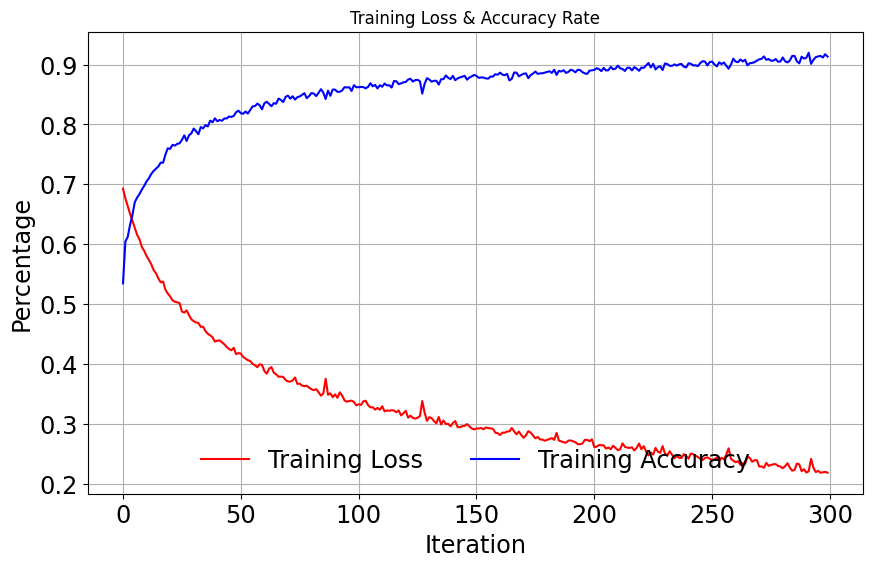 Training Loss & Accuracy Rate
0.9
0.8
0.7
0.6
0.5
0.4
0.3
0.2
Percentage
Training Loss Training Accuracy
0 50 100 150 200 250 300
Iteration